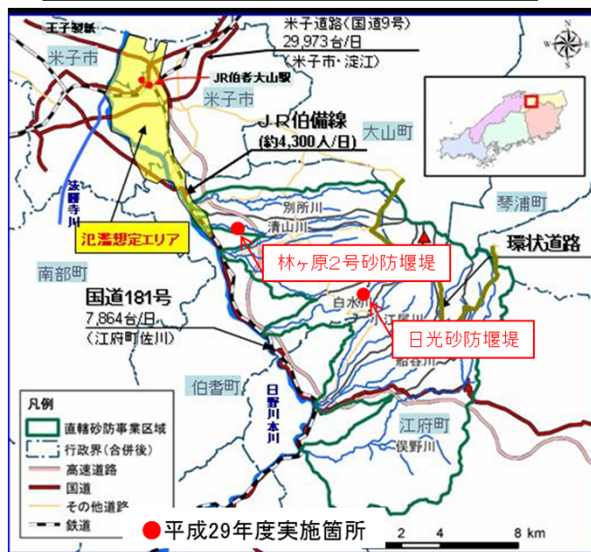 王子製紙
米子市
米子道路(国道9号)
29,973台/日
(米子市・淀江)
JR伯耆大山駅
米子市
JR伯備線
(約4,300人/日)
大山町
法勝寺川
別所川
清山川
琴浦町
氾濫想定エリア
環状道路
林ヶ原2号砂防堰堤
南部町
国道181号
7,864台/日
(江府町佐川)
白水川
小江尾川
日光砂防堰堤
船谷川
伯耆町
日野川本川
江府町
俣野川
凡例
直轄砂防事業区域
行政界(合併後)
高速道路
国道
その他道路
鉄道
●平成29年度実施箇所
2 4 8 km
N
W E
S